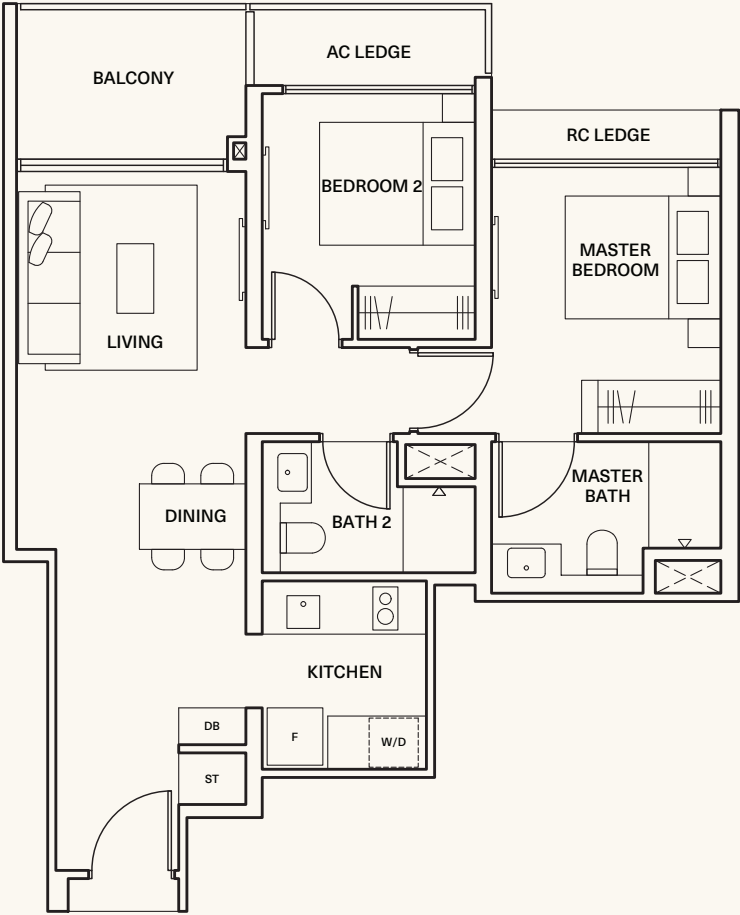 AC LEDGE
BALCONY
RC LEDGE
BEDROOM 2
MASTER
BEDROOM
LIVING
MASTER
BATH
DINING
BATH 2
KITCHEN
DB
F
W/D
ST